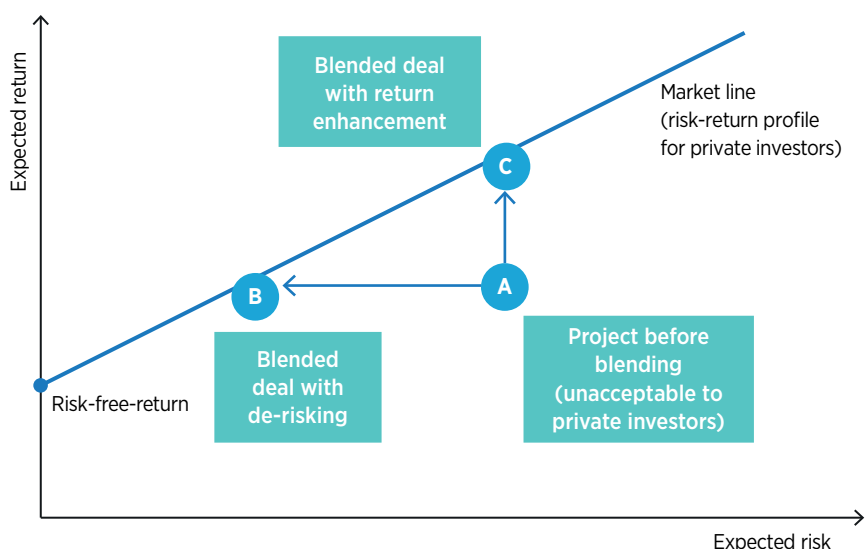 Expected return
Blended deal
with return
enhancement
Market line
(risk-return profile
for private investors)
C
B
A
Risk-free-return
Blended
deal with
de-risking
Project before
blending
(unacceptable to
private investors)
Expected risk